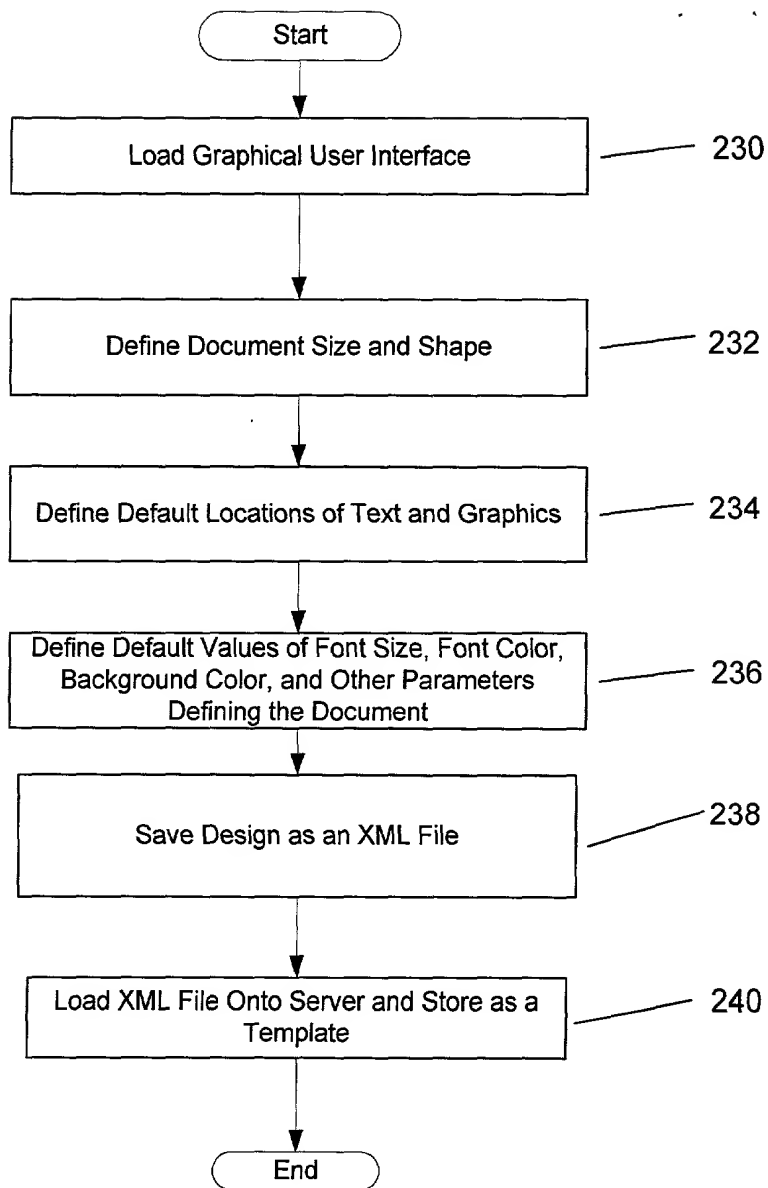 Start
Load Graphical User Interface
230
Define Document Size and Shape
232
Define Default Locations of Text and Graphics
234
Define Default Values of Font Size, Font Color,
Background Color, and Other Parameters
Defining the Document
236
Save Design as an XML File
238
Load XML File Onto Server and Store as a
Template
240
End